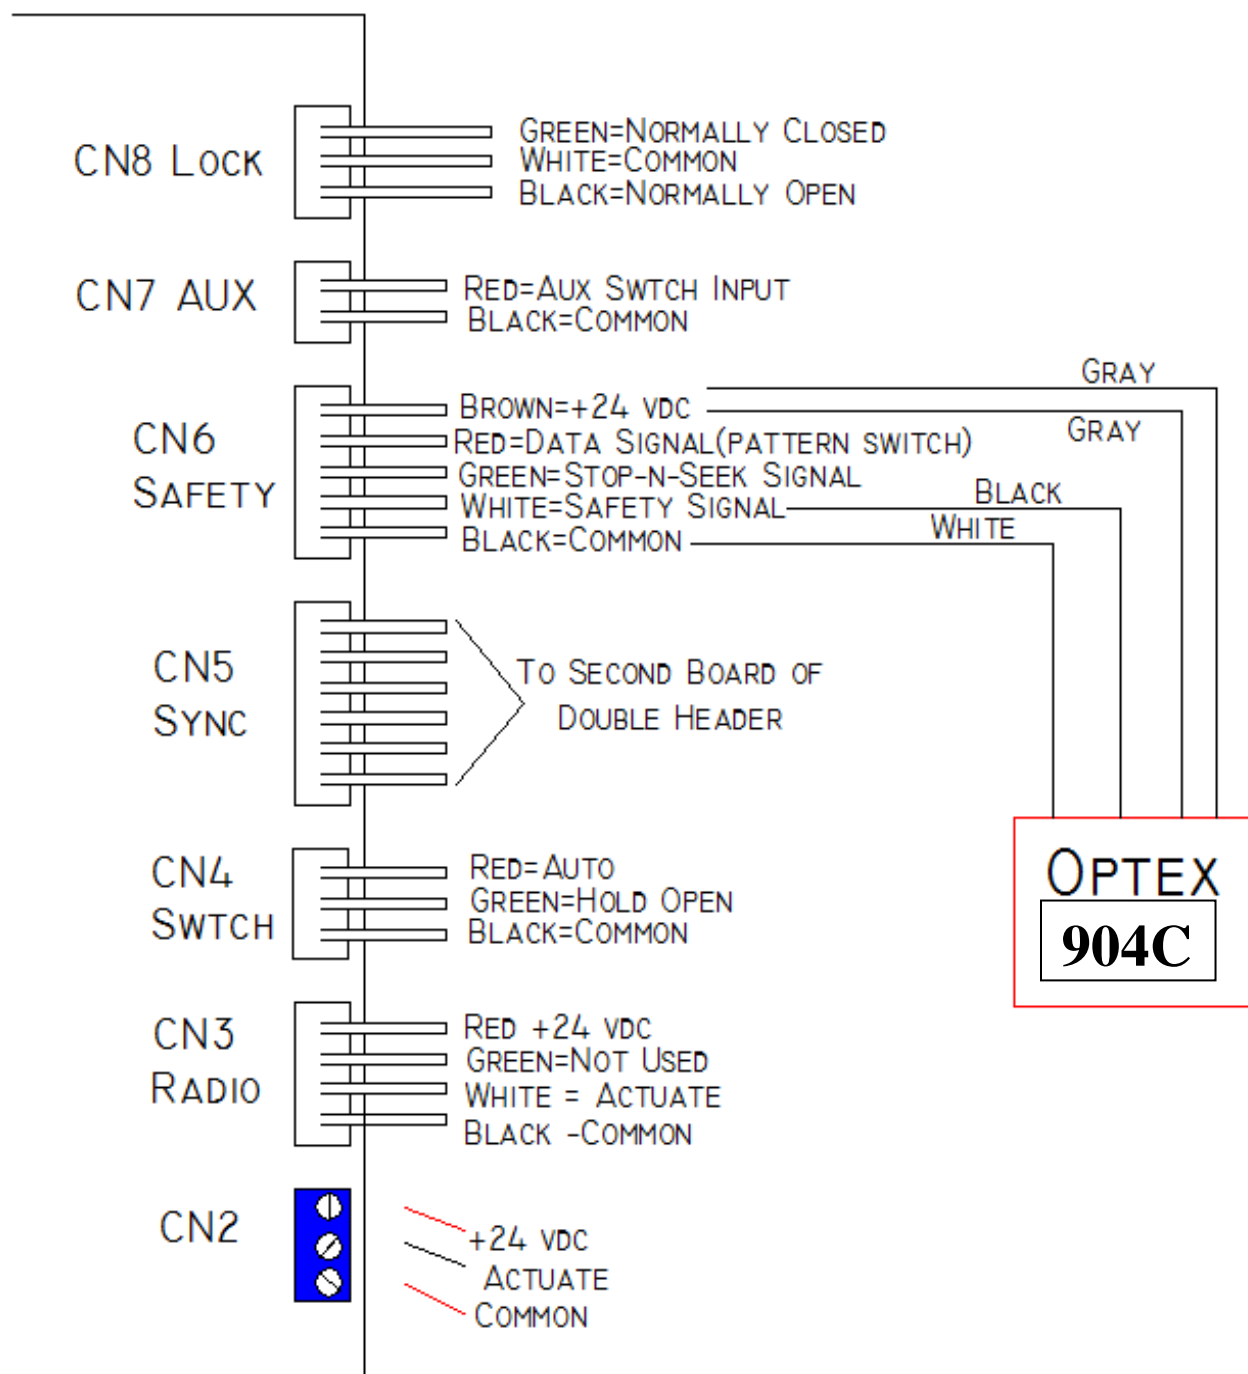 CN8 LOCK
GREEN=NORMALLY CLOSED
WHITE=COMMON
BLACK=NORMALLY OPEN
CN7 AUX
RED=AUX SWTCH INPUT
BLACK=COMMON
CN6
SAFETY
BROWN=+24 VDC
RED=DATA SIGNAL(PATTERN SWITCH)
GREEN=STOP-N-SEEK SIGNAL
WHITE=SAFETY SIGNAL
BLACK=COMMON
GRAY
GRAY
BLACK
WHITE
CN5
SYNC
TO SECOND BOARD OF
DOUBLE HEADER
CN4
SWTCH
RED=AUTO
GREEN=HOLD OPEN
BLACK=COMMON
OPTEX
904C
CN3
RADIO
RED +24 VDC
GREEN=NOT USED
WHITE = ACTUATE
BLACK -COMMON
CN2
+24 VDC
ACTUATE
COMMON